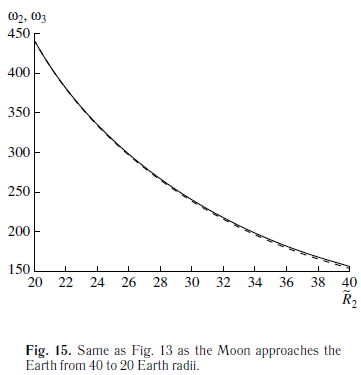 ω2, ω3
450
400
350
300
250
200
150
20 22 24 26 28 30 32 34 36 38 40
R̃2
Fig. 15. Same as Fig. 13 as the Moon approaches the
Earth from 40 to 20 Earth radii.